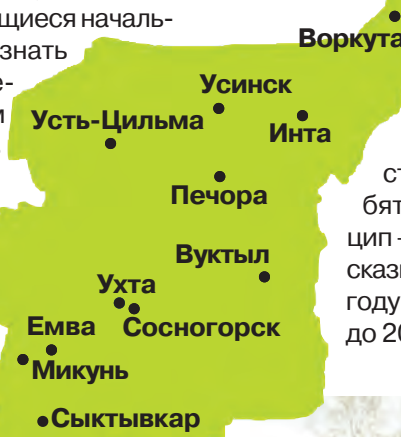 щиеся началь-
знать
е-
и
Воркута
Усинск
Усть-Цильма
Инта
Печора
ст
бят
цип -
сказы
году
до 20
Вуктыл
Ухта
Емва
Сосногорск
Микунь
Сыктывкар